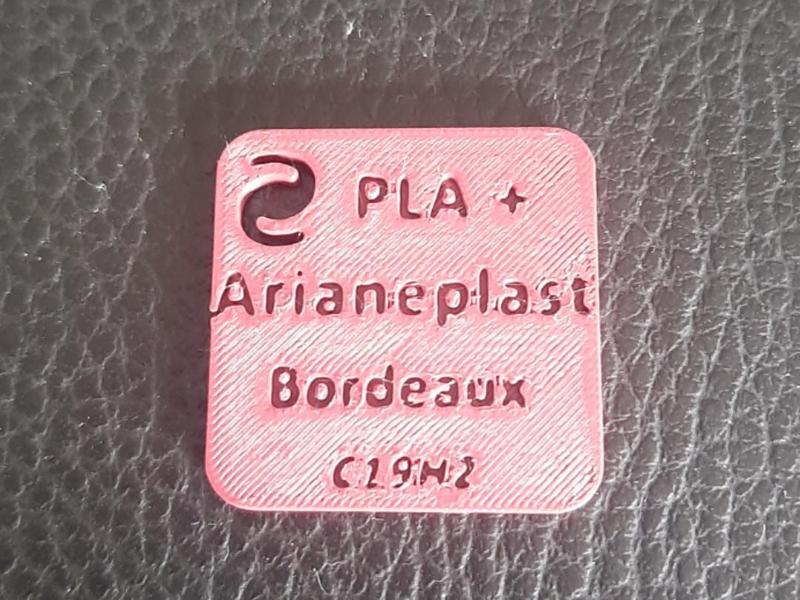 PLA +
Arianeplast
Bordeaux
C19H2